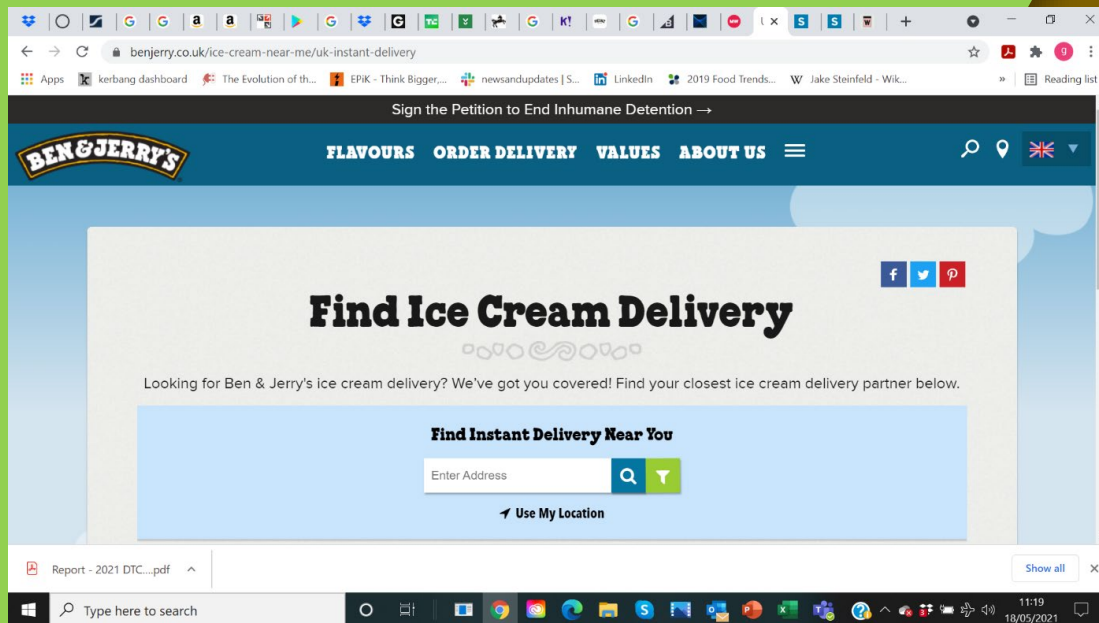 benjerry.co.uk/ice-cream-near-me/uk-instant-delivery
Apps kerbang dashboard The Evolution of th... EPiK - Think Bigger,... newsandupdates | S... LinkedIn 2019 Food Trends... W Jake Steinfeld - Wik... » Reading list
Sign the Petition to End Inhumane Detention →
BEN & JERRY'S FLAVOURS ORDER DELIVERY VALUES ABOUT US
Find Ice Cream Delivery
Looking for Ben & Jerry's ice cream delivery? We've got you covered! Find your closest ice cream delivery partner below.
Find Instant Delivery Near You
Enter Address
Use My Location
Report - 2021 DTC....pdf Show all
Type here to search 11:19
18/05/2021